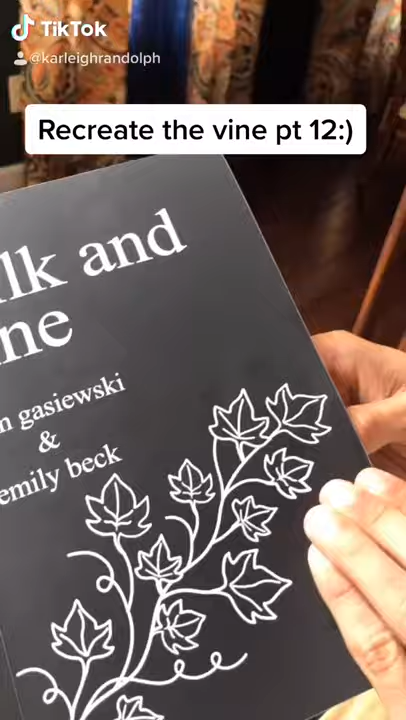 TikTok
@karleighrandolph
Recreate the vine pt 12:)
lk and
ne
n gasiewski
&
emily beck